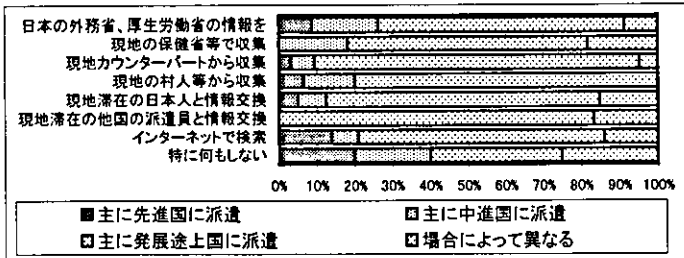 日本の外務省、厚生労働省の情報を
現地の保健省等で収集
現地カウンターパートから収集
現地の村人等から収集
現地滞在の日本人と情報交換
現地滞在の他国の派遣員と情報交換
インターネットで検索
特に何もしない
0% 10% 20% 30% 40% 50% 60% 70% 80% 90% 100%
主に先進国に派遣 主に中進国に派遣
主に発展途上国に派遣 場合によって異なる